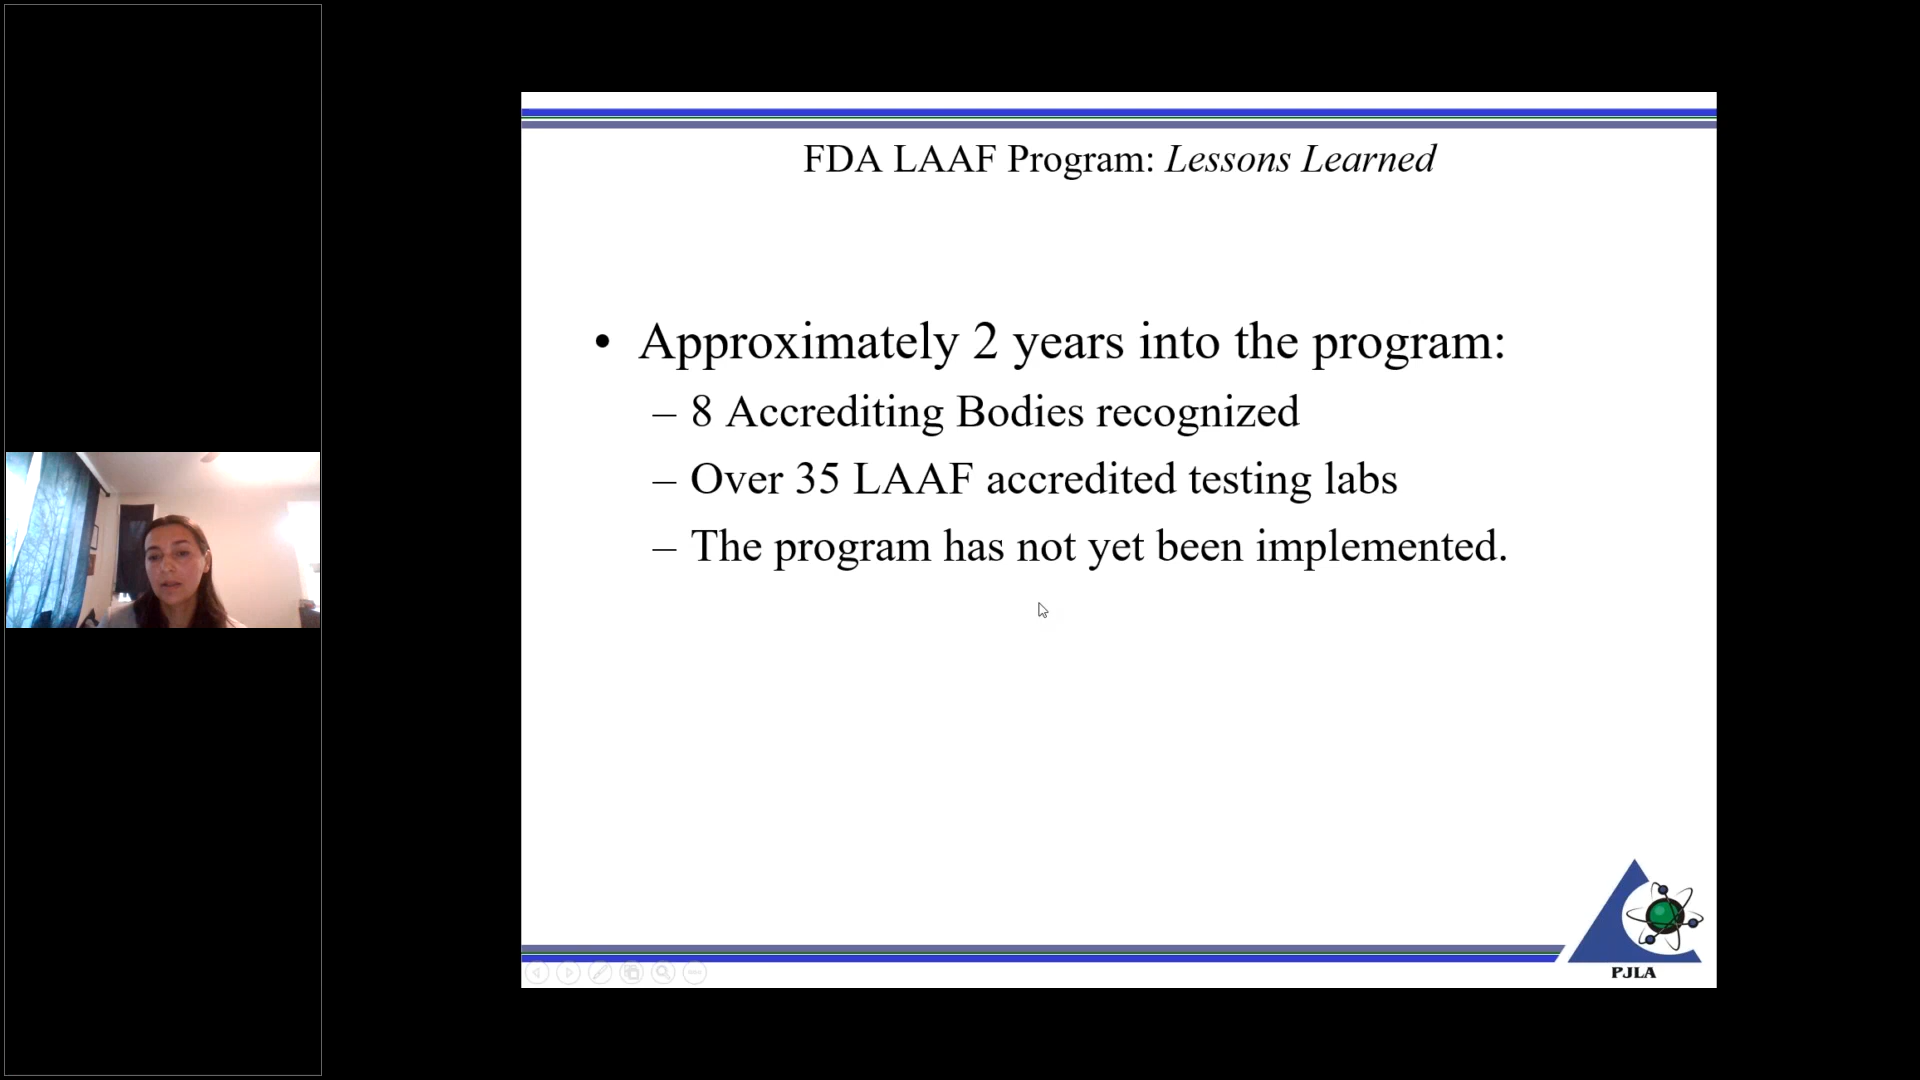 FDA LAAF Program: Lessons Learned
• Approximately 2 years into the program:
– 8 Accrediting Bodies recognized
– Over 35 LAAF accredited testing labs
– The program has not yet been implemented.
PJLA